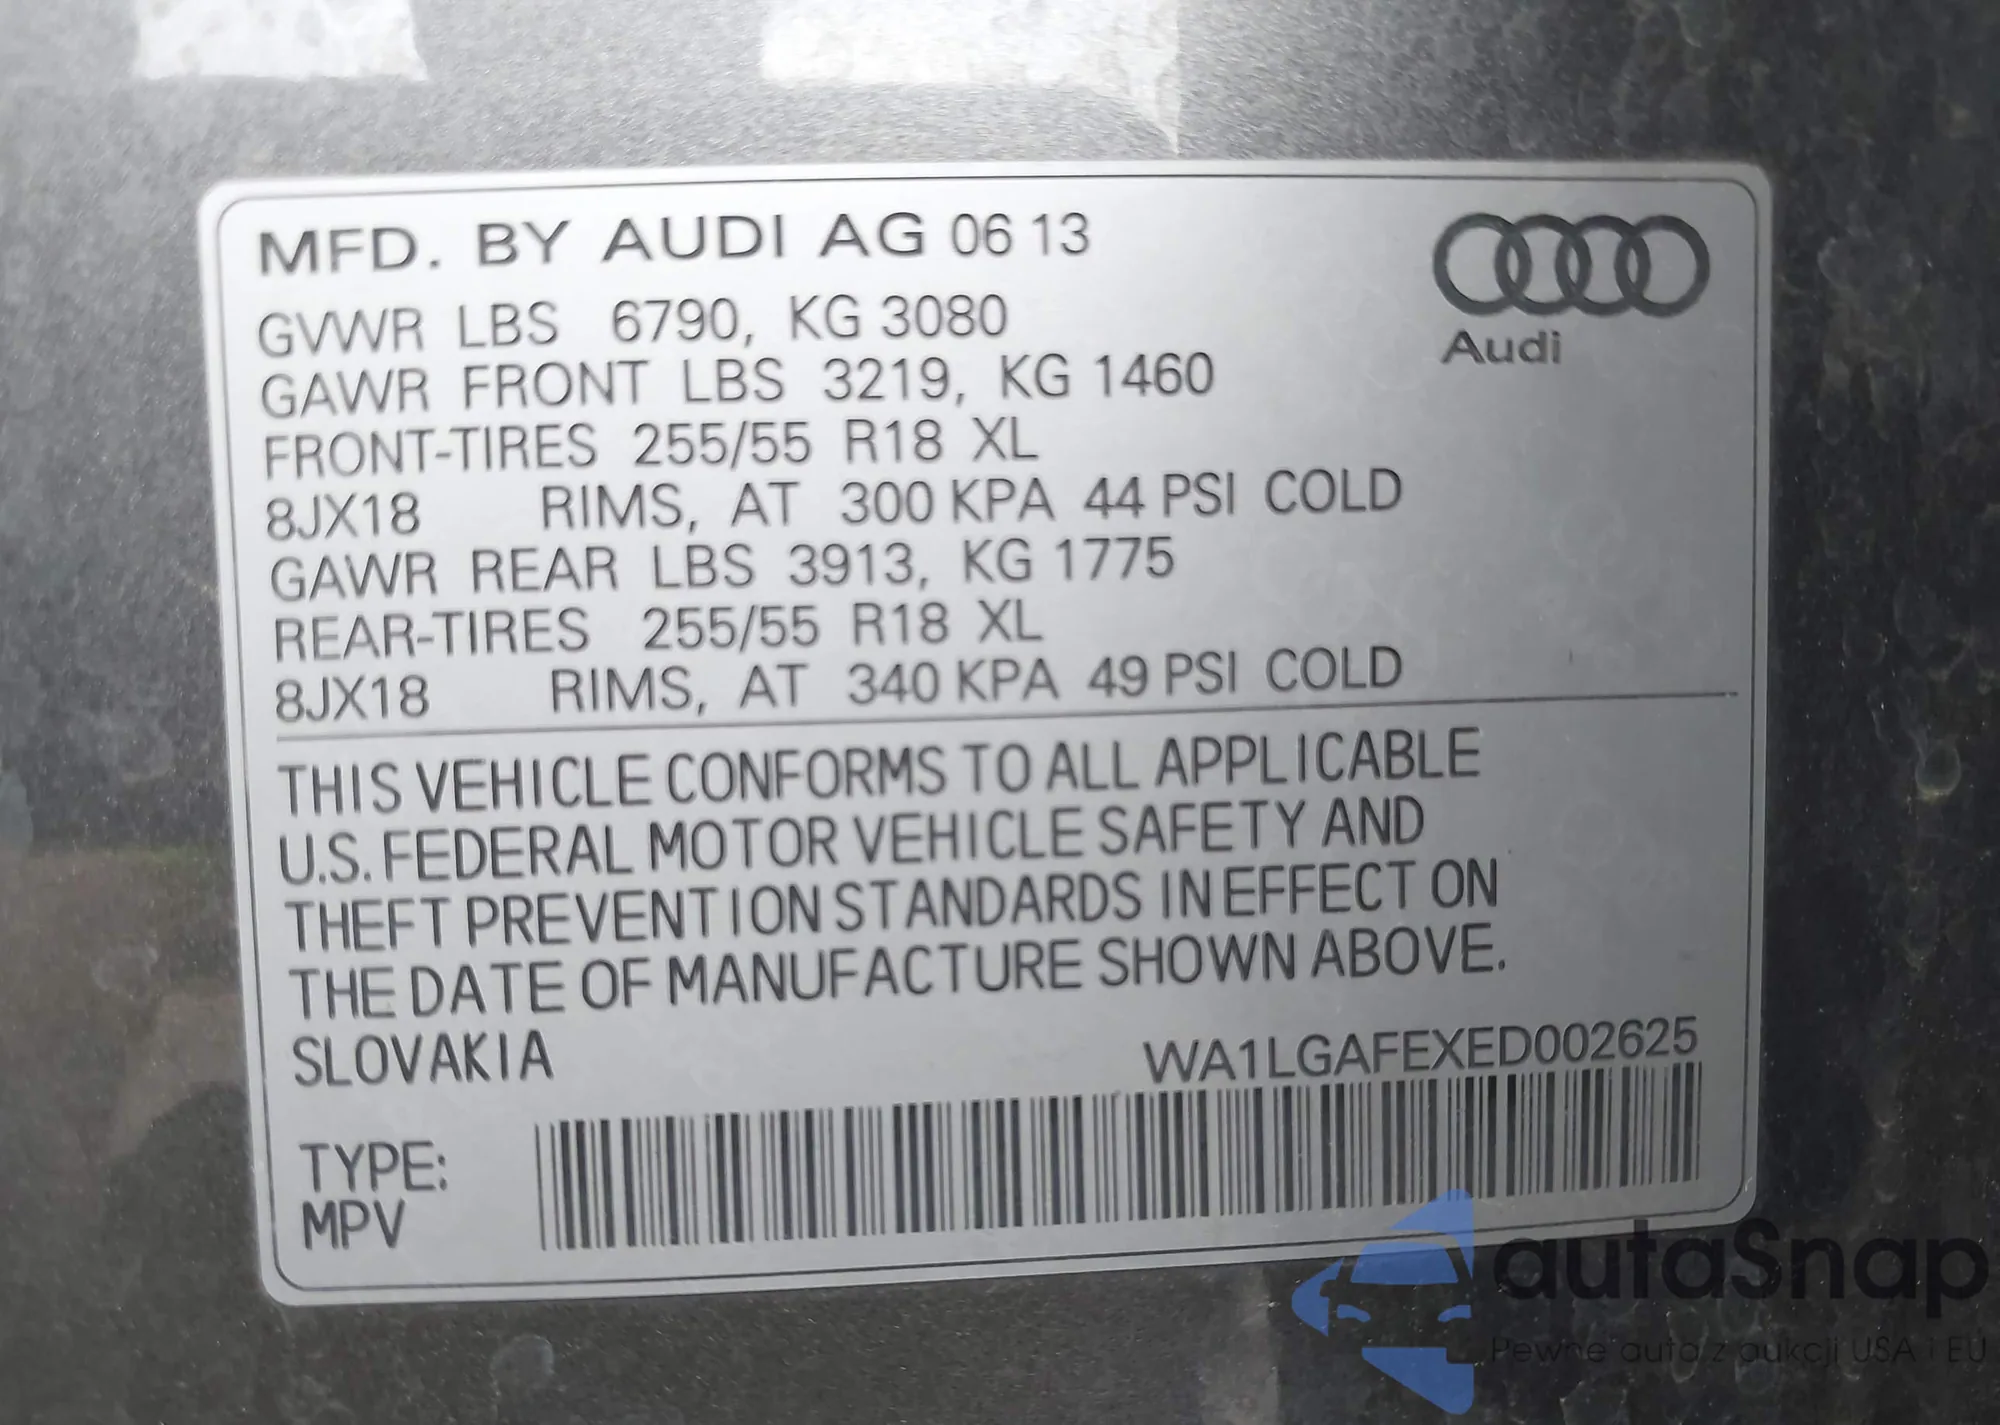 MFD. BY AUDI AG 06 13
Audi
GVWR LBS 6790, KG 3080
GAWR FRONT LBS 3219, KG 1460
FRONT-TIRES 255/55 R18 XL
8JX18 RIMS, AT 300 KPA 44 PSI COLD
GAWR REAR LBS 3913, KG 1775
REAR-TIRES 255/55 R18 XL
8JX18 RIMS, AT 340 KPA 49 PSI COLD
THIS VEHICLE CONFORMS TO ALL APPLICABLE
U.S. FEDERAL MOTOR VEHICLE SAFETY AND
THEFT PREVENTION STANDARDS IN EFFECT ON
THE DATE OF MANUFACTURE SHOWN ABOVE.
SLOVAKIA WA1LGAFEXED002625
TYPE:
MPV
autaSnap
Pewne auta z aukcji USA i EU